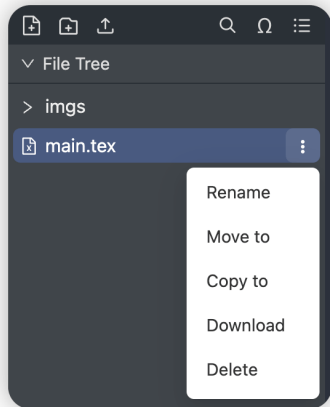 Ω
File Tree
imgs
main.tex
Rename
Move to
Copy to
Download
Delete